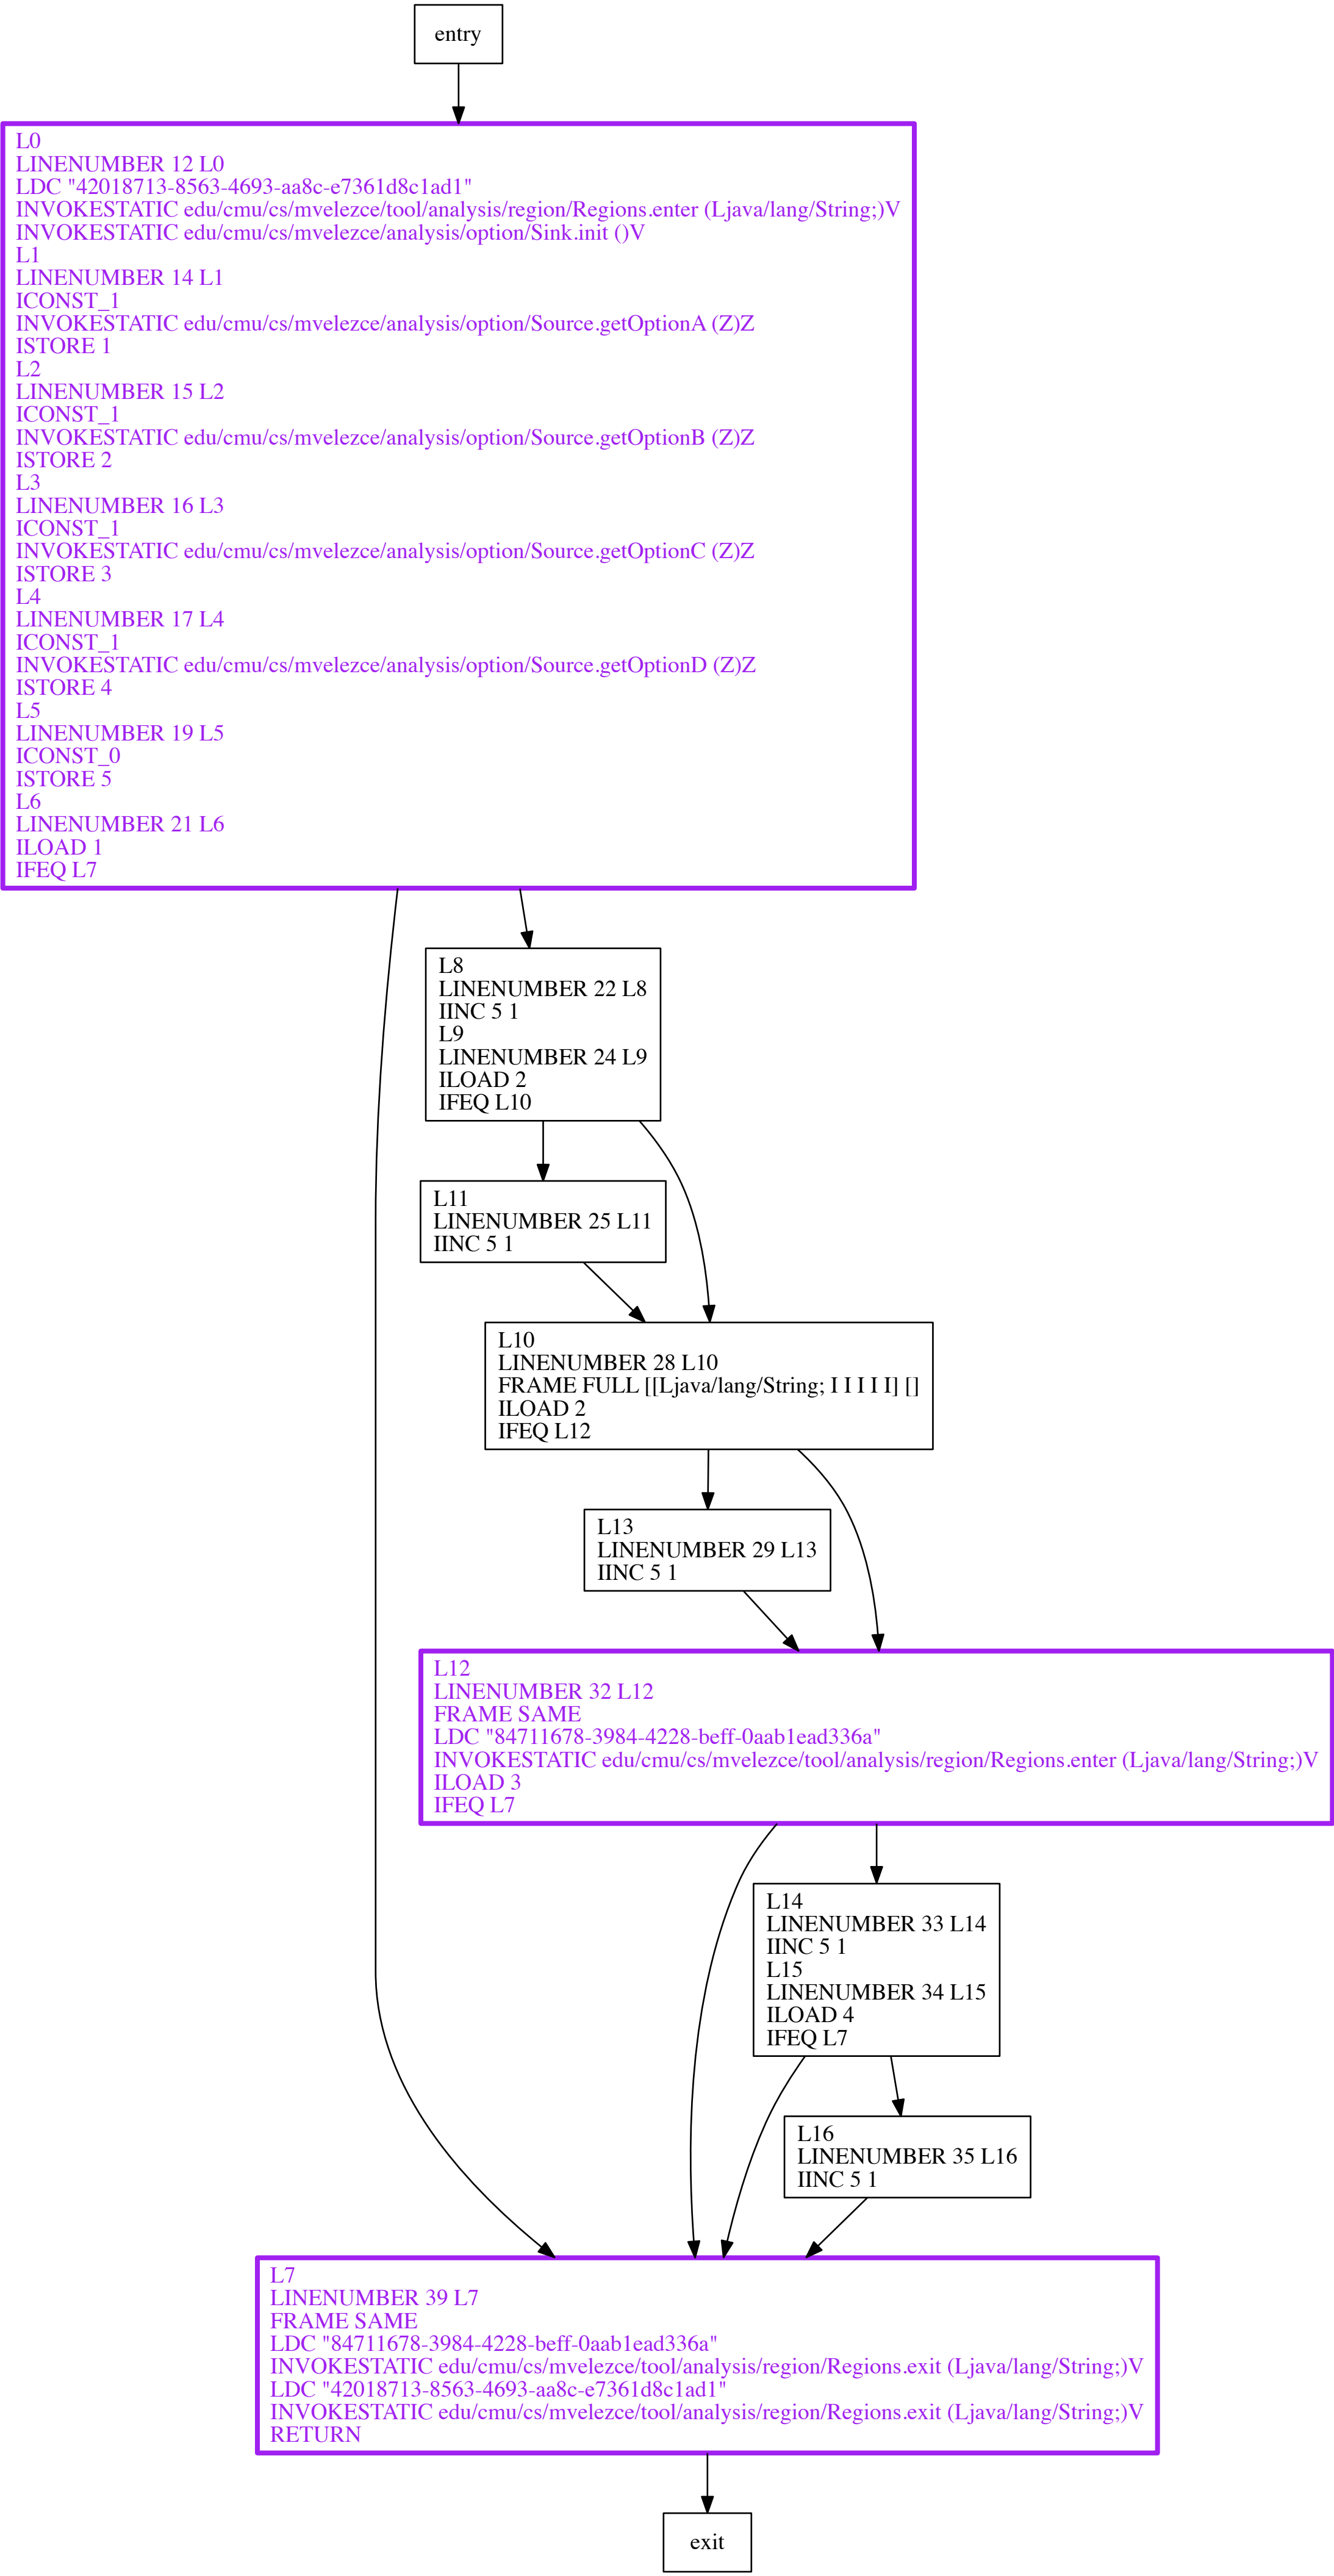 entry
L0
LINENUMBER 12 L0
LDC "42018713-8563-4693-aa8c-e7361d8c1ad1"
INVOKESTATIC edu/cmu/cs/mvelezce/tool/analysis/region/Regions.enter (Ljava/lang/String;)V
INVOKESTATIC edu/cmu/cs/mvelezce/analysis/option/Sink.init ()V
L1
LINENUMBER 14 L1
ICONST_1
INVOKESTATIC edu/cmu/cs/mvelezce/analysis/option/Source.getOptionA (Z)Z
ISTORE 1
L2
LINENUMBER 15 L2
ICONST_1
INVOKESTATIC edu/cmu/cs/mvelezce/analysis/option/Source.getOptionB (Z)Z
ISTORE 2
L3
LINENUMBER 16 L3
ICONST_1
INVOKESTATIC edu/cmu/cs/mvelezce/analysis/option/Source.getOptionC (Z)Z
ISTORE 3
L4
LINENUMBER 17 L4
ICONST_1
INVOKESTATIC edu/cmu/cs/mvelezce/analysis/option/Source.getOptionD (Z)Z
ISTORE 4
L5
LINENUMBER 19 L5
ICONST_0
ISTORE 5
L6
LINENUMBER 21 L6
ILOAD 1
IFEQ L7
L8
LINENUMBER 22 L8
IINC 5 1
L9
LINENUMBER 24 L9
ILOAD 2
IFEQ L10
L11
LINENUMBER 25 L11
IINC 5 1
L10
LINENUMBER 28 L10
FRAME FULL [[Ljava/lang/String; I I I I I] []
ILOAD 2
IFEQ L12
L13
LINENUMBER 29 L13
IINC 5 1
L12
LINENUMBER 32 L12
FRAME SAME
LDC "84711678-3984-4228-beff-0aab1ead336a"
INVOKESTATIC edu/cmu/cs/mvelezce/tool/analysis/region/Regions.enter (Ljava/lang/String;)V
ILOAD 3
IFEQ L7
L14
LINENUMBER 33 L14
IINC 5 1
L15
LINENUMBER 34 L15
ILOAD 4
IFEQ L7
L16
LINENUMBER 35 L16
IINC 5 1
L7
LINENUMBER 39 L7
FRAME SAME
LDC "84711678-3984-4228-beff-0aab1ead336a"
INVOKESTATIC edu/cmu/cs/mvelezce/tool/analysis/region/Regions.exit (Ljava/lang/String;)V
LDC "42018713-8563-4693-aa8c-e7361d8c1ad1"
INVOKESTATIC edu/cmu/cs/mvelezce/tool/analysis/region/Regions.exit (Ljava/lang/String;)V
RETURN
exit